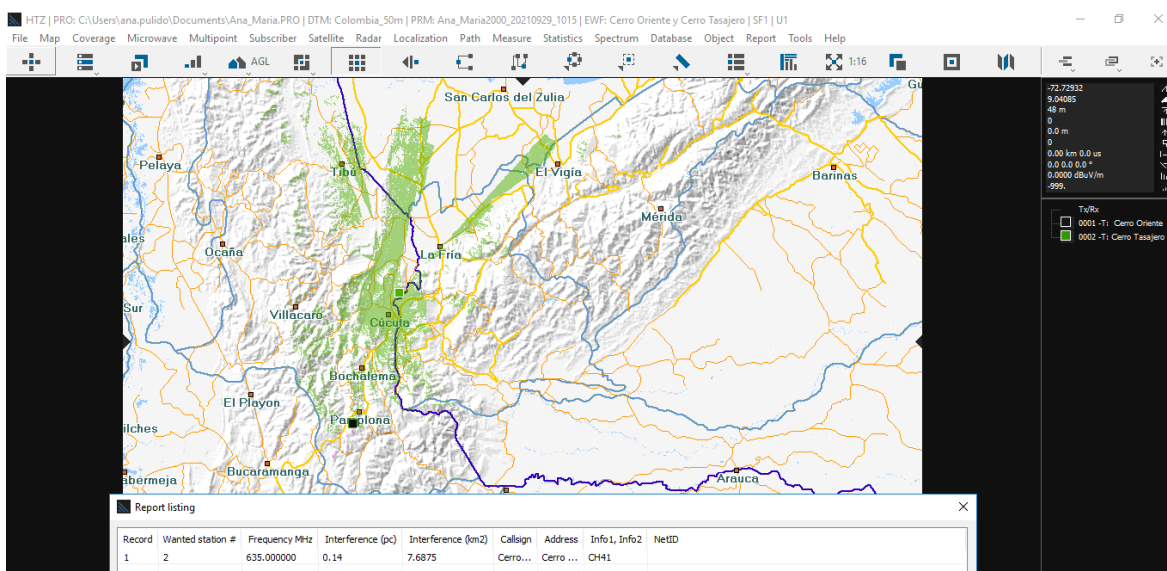 HTZ | PRO: C:\Users\ana.pulido\Documents\Ana_Maria.PRO | DTM: Colombia_50m | PRM: Ana_Maria2000_20210929_1015 | EWF: Cerro Oriente y Cerro Tasajero | SF1 | U1
File Map Coverage Microwave Multipoint Subscriber Satellite Radar Localization Path Measure Statistics Spectrum Database Object Report Tools Help
AGL
1:16
-72.72932
9.04085
48 m
0
0.0 m
0
0.00 km 0.0 us
0.0 0.0 0.0 °
0.0000 dBuV/m
-999.
Tx/Rx
0001 -T: Cerro Oriente
0002 -T: Cerro Tasajero
San Carlos del Zulia
Gu
Pelaya
Tibú
El Vigía
Barinas
Mérida
ales
Ocaña
La Fría
Sur
Villacaro
Cúcuta
Bochalema
El Playon
Pamplona
ilches
Bucaramanga
abermeja
Arauca
Report listing
Record Wanted station # Frequency MHz Interference (pc) Interference (km2) Callsign Address Info1, Info2 NetID
1 2 635.000000 0.14 7.6875 Cerro... Cerro ... CH41